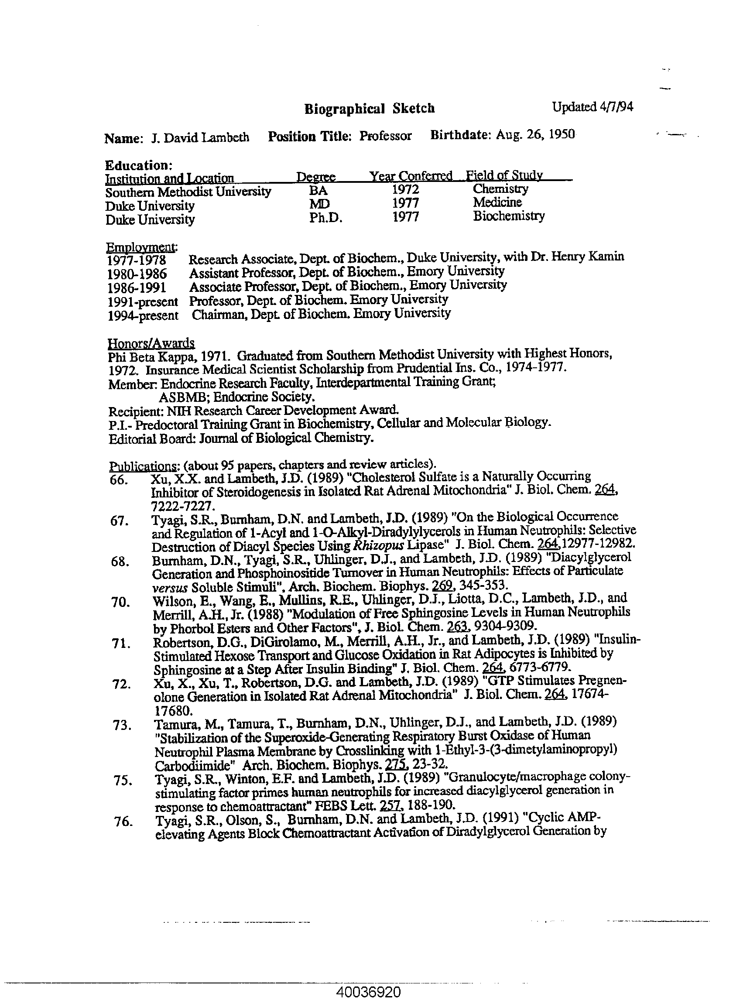 Biographical Sketch Updated 4/7/94
Name: J. David Lambeth Position Title: Professor Birthdate: Aug. 26, 1950
Education:
Institution and Location Degree Year Conferred Field of Study
Southern Methodist University BA 1972 Chemistry
Duke University MD 1977 Medicine
Duke University Ph.D. 1977 Biochemistry
Employment:
1977-1978 Research Associate, Dept. of Biochem., Duke University, with Dr. Henry Kamin
1980-1986 Assistant Professor, Dept. of Biochem., Emory University
1986-1991 Associate Professor, Dept. of Biochem., Emory University
1991-present Professor, Dept. of Biochem. Emory University
1994-present Chairman, Dept. of Biochem. Emory University
Honors/Awards
Phi Beta Kappa, 1971. Graduated from Southern Methodist University with Highest Honors,
1972. Insurance Medical Scientist Scholarship from Prudential Ins. Co., 1974-1977.
Member: Endocrine Research Faculty, Interdepartmental Training Grant;
ASBMB; Endocrine Society.
Recipient: NIH Research Career Development Award.
P.I.- Predoctoral Training Grant in Biochemistry, Cellular and Molecular Biology.
Editorial Board: Journal of Biological Chemistry.
Publications: (about 95 papers, chapters and review articles).
66. Xu, X.X. and Lambeth, J.D. (1989) "Cholesterol Sulfate is a Naturally Occurring
Inhibitor of Steroidogenesis in Isolated Rat Adrenal Mitochondria" J. Biol. Chem. 264,
7222-7227.
67. Tyagi, S.R., Burnham, D.N. and Lambeth, J.D. (1989) "On the Biological Occurrence
and Regulation of 1-Acyl and 1-O-Alkyl-Diradylylycerols in Human Neutrophils: Selective
Destruction of Diacyl Species Using Rhizopus Lipase" J. Biol. Chem. 264,12977-12982.
68. Burnham, D.N., Tyagi, S.R., Uhlinger, D.J., and Lambeth, J.D. (1989) "Diacylglycerol
Generation and Phosphoinositide Turnover in Human Neutrophils: Effects of Particulate
versus Soluble Stimuli", Arch. Biochem. Biophys. 269, 345-353.
70. Wilson, E., Wang, E., Mullins, R.E., Uhlinger, D.J., Liotta, D.C., Lambeth, J.D., and
Merrill, A.H., Jr. (1988) "Modulation of Free Sphingosine Levels in Human Neutrophils
by Phorbol Esters and Other Factors", J. Biol. Chem. 263, 9304-9309.
71. Robertson, D.G., DiGirolamo, M., Merrill, A.H., Jr., and Lambeth, J.D. (1989) "Insulin-
Stimulated Hexose Transport and Glucose Oxidation in Rat Adipocytes is Inhibited by
Sphingosine at a Step After Insulin Binding" J. Biol. Chem. 264, 6773-6779.
72. Xu, X., Xu, T., Robertson, D.G. and Lambeth, J.D. (1989) "GTP Stimulates Pregnen-
olone Generation in Isolated Rat Adrenal Mitochondria" J. Biol. Chem. 264, 17674-
17680.
73. Tamura, M., Tamura, T., Burnham, D.N., Uhlinger, D.J., and Lambeth, J.D. (1989)
"Stabilization of the Superoxide-Generating Respiratory Burst Oxidase of Human
Neutrophil Plasma Membrane by Crosslinking with 1-Ethyl-3-(3-dimetylaminopropyl)
Carbodiimide" Arch. Biochem. Biophys. 275, 23-32.
75. Tyagi, S.R., Winton, E.F. and Lambeth, J.D. (1989) "Granulocyte/macrophage colony-
stimulating factor primes human neutrophils for increased diacylglycerol generation in
response to chemoattractant" FEBS Lett. 257, 188-190.
76. Tyagi, S.R., Olson, S., Burnham, D.N. and Lambeth, J.D. (1991) "Cyclic AMP-
elevating Agents Block Chemoattractant Activation of Diradylglycerol Generation by
40036920